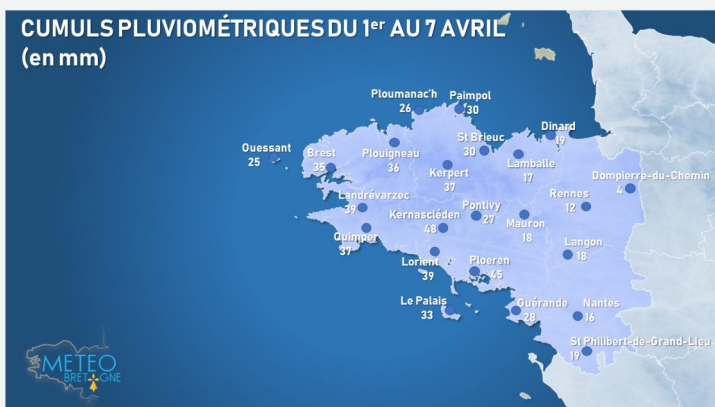 CUMULS PLUVIOMÉTRIQUES DU 1er AU 7 AVRIL
(en mm)
Ploumanac'h
26
Paimpol
30
Dinard
19
St Brieuc
30
Ouessant
25
Brest
35
Plouigneau
36
Kerpert
37
Lamballe
17
Dompierre-du-Chemin
4
Rennes
12
Landrévarzec
39
Kernascléden
48
Pontivy
27
Mauron
18
Quimper
37
Langon
18
Lorient
39
Ploeren
45
Le Palais
33
Guérande
28
Nantes
16
St Philibert-de-Grand-Lieu
19
METEO
BRETAGNE